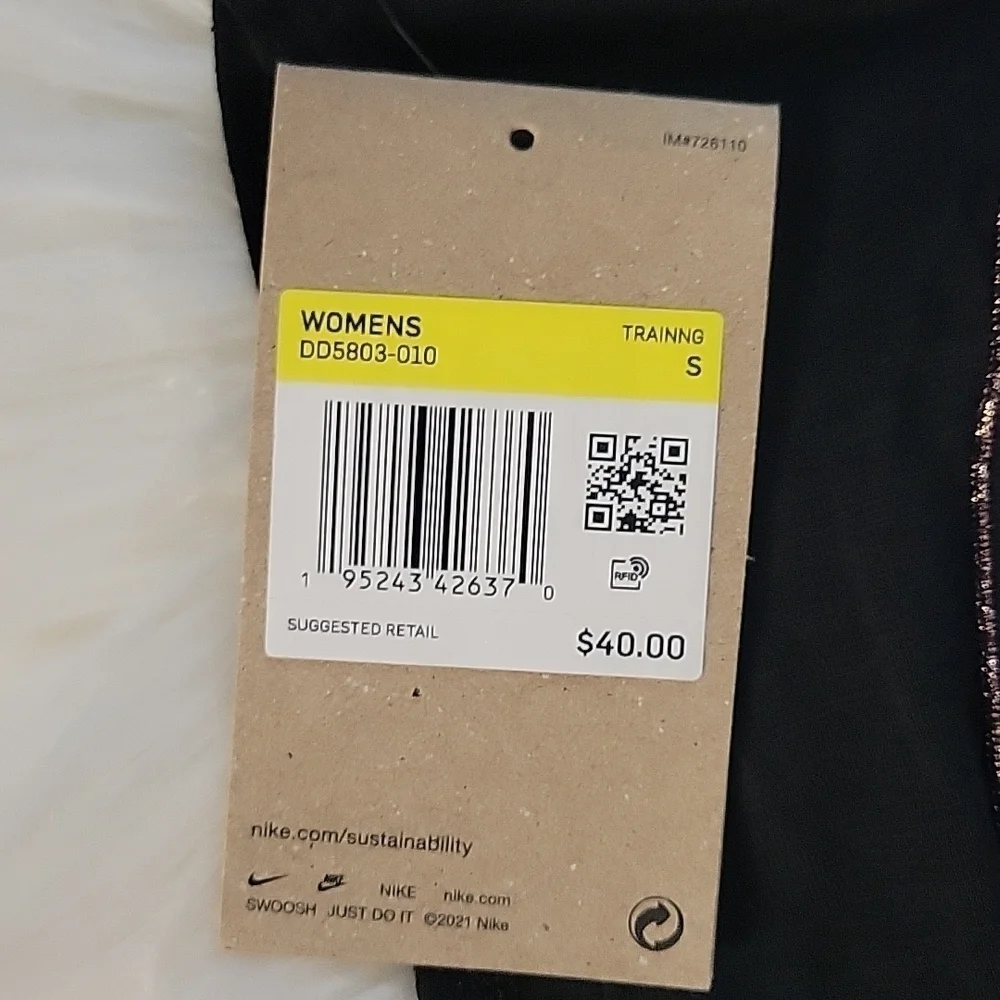 IM#726110
WOMENS
DD5803-010
TRAINNG
S
1 95243 42637 0
RFID
SUGGESTED RETAIL
$40.00
nike.com/sustainability
NIKE nike.com
SWOOSH JUST DO IT ©2021 Nike